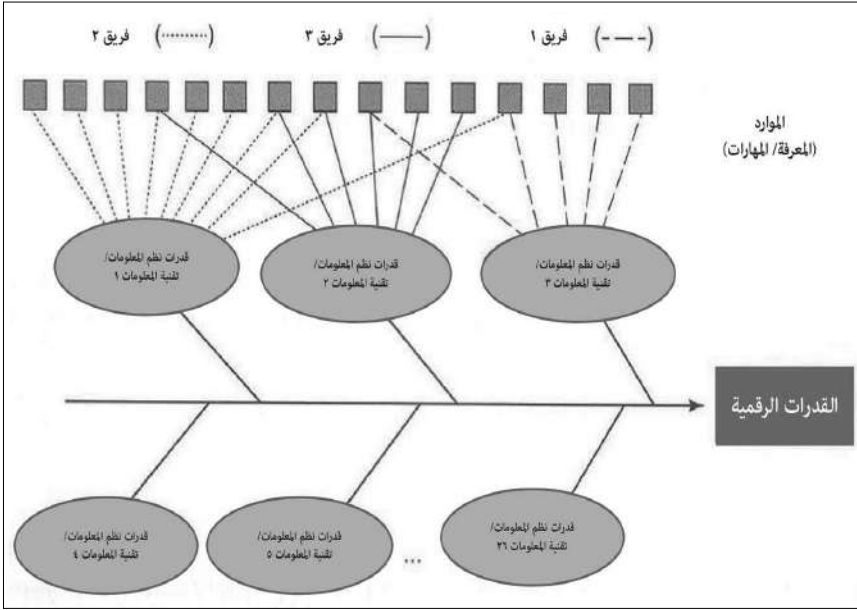 فريق ١ (— - —)
فريق ٣ (———)
فريق ٢ (..........)
الموارد
(المعرفة/ المهارات)
قدرات نظم المعلومات/
تقنية المعلومات ٣
قدرات نظم المعلومات/
تقنية المعلومات ٢
قدرات نظم المعلومات/
تقنية المعلومات ١
القدرات الرقمية
قدرات نظم المعلومات/
تقنية المعلومات ٢٦
...
قدرات نظم المعلومات/
تقنية المعلومات ٥
قدرات نظم المعلومات/
تقنية المعلومات ٤